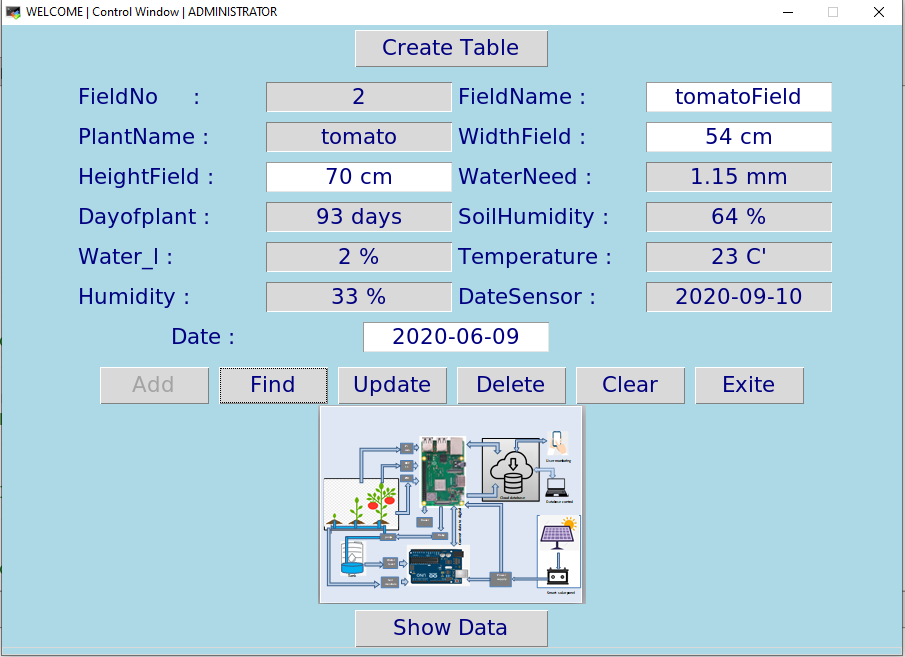 WELCOME | Control Window | ADMINISTRATOR
Create Table
FieldNo : 2 FieldName : tomatoField
PlantName : tomato WidthField : 54 cm
HeightField : 70 cm WaterNeed : 1.15 mm
Dayofplant : 93 days SoilHumidity : 64 %
Water_l : 2 % Temperature : 23 C'
Humidity : 33 % DateSensor : 2020-09-10
Date : 2020-06-09
Add Find Update Delete Clear Exite
Cloud database
Show Data